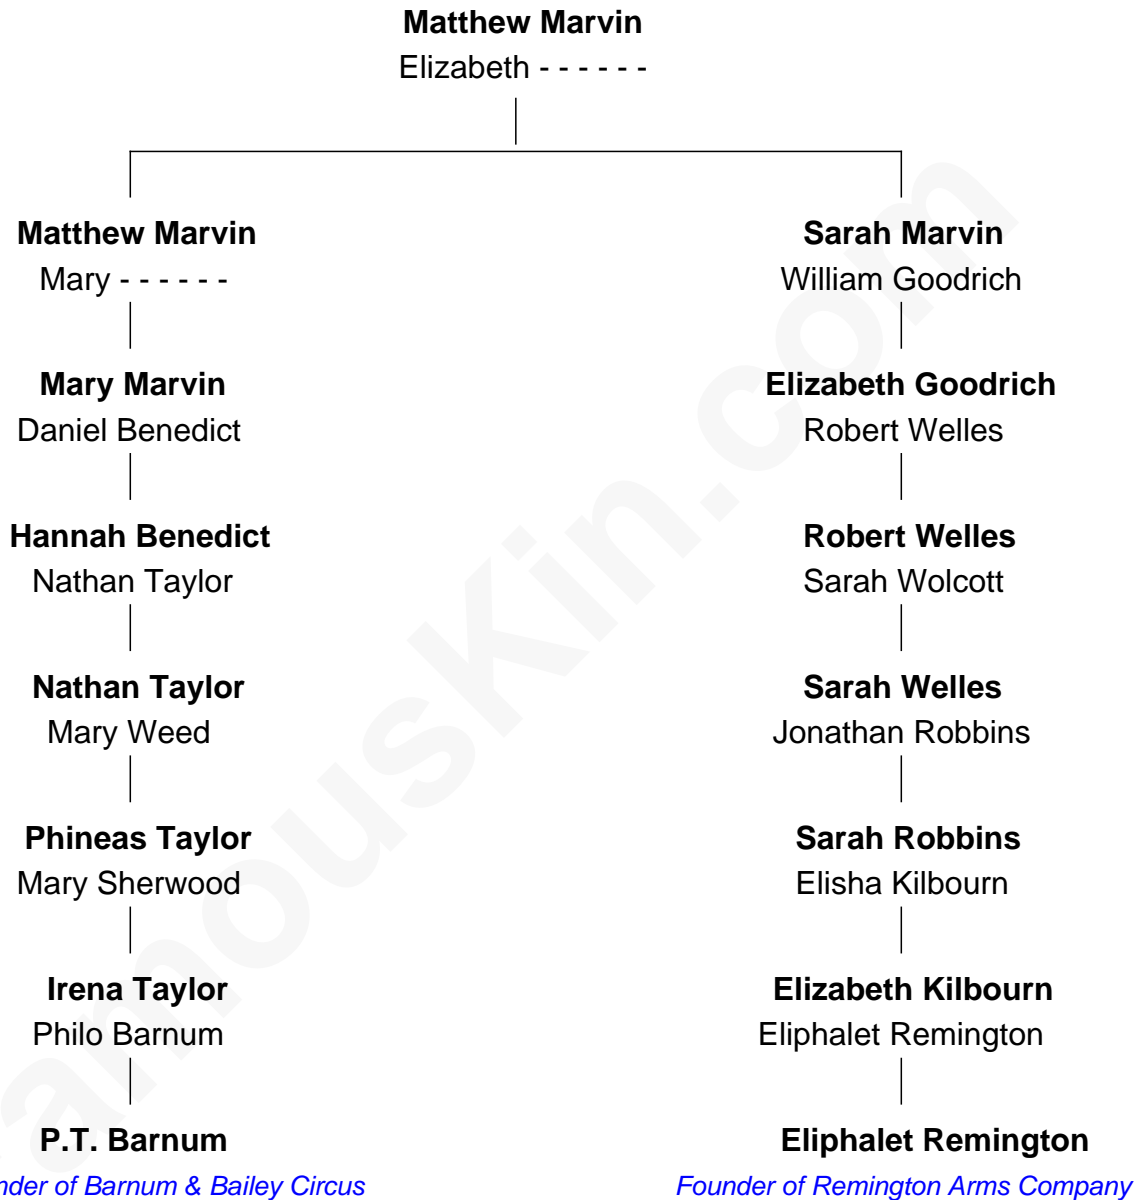 Matthew Marvin
Elizabeth - - - - - -
Matthew Marvin
Mary - - - - - -
Sarah Marvin
William Goodrich
Mary Marvin
Daniel Benedict
Elizabeth Goodrich
Robert Welles
Hannah Benedict
Nathan Taylor
Robert Welles
Sarah Wolcott
Nathan Taylor
Mary Weed
Sarah Welles
Jonathan Robbins
Phineas Taylor
Mary Sherwood
Sarah Robbins
Elisha Kilbourn
Irena Taylor
Philo Barnum
Elizabeth Kilbourn
Eliphalet Remington
P.T. Barnum
nder of Barnum & Bailey Circus
Eliphalet Remington
Founder of Remington Arms Company
amousKin.com